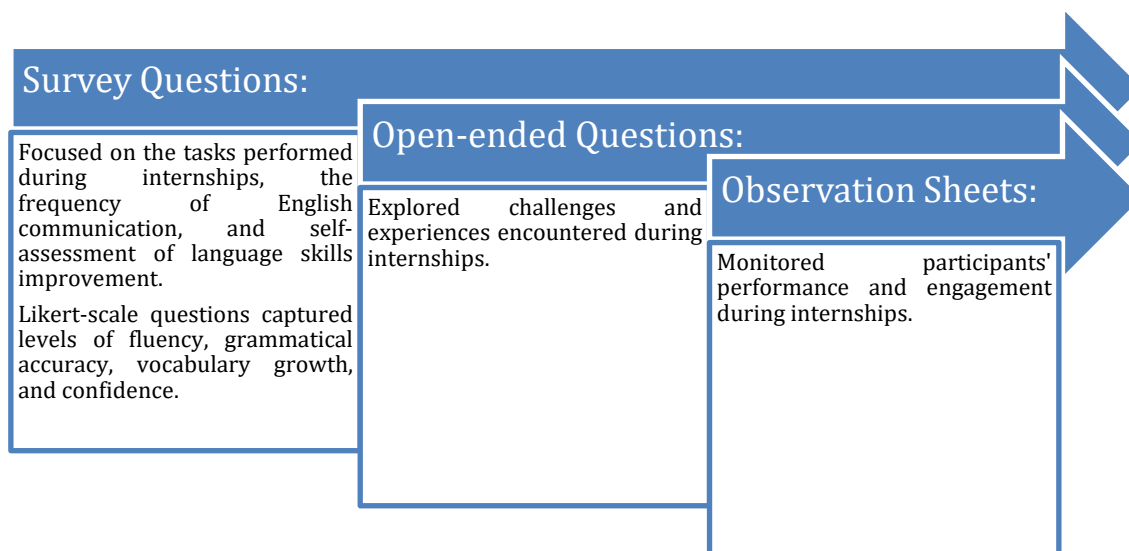 Survey Questions:
Focused on the tasks performed
during internships, the
frequency of English
communication, and self-
assessment of language skills
improvement.
Likert-scale questions captured
levels of fluency, grammatical
accuracy, vocabulary growth,
and confidence.
Open-ended Questions:
Explored challenges and
experiences encountered during
internships.
Observation Sheets:
Monitored participants'
performance and engagement
during internships.